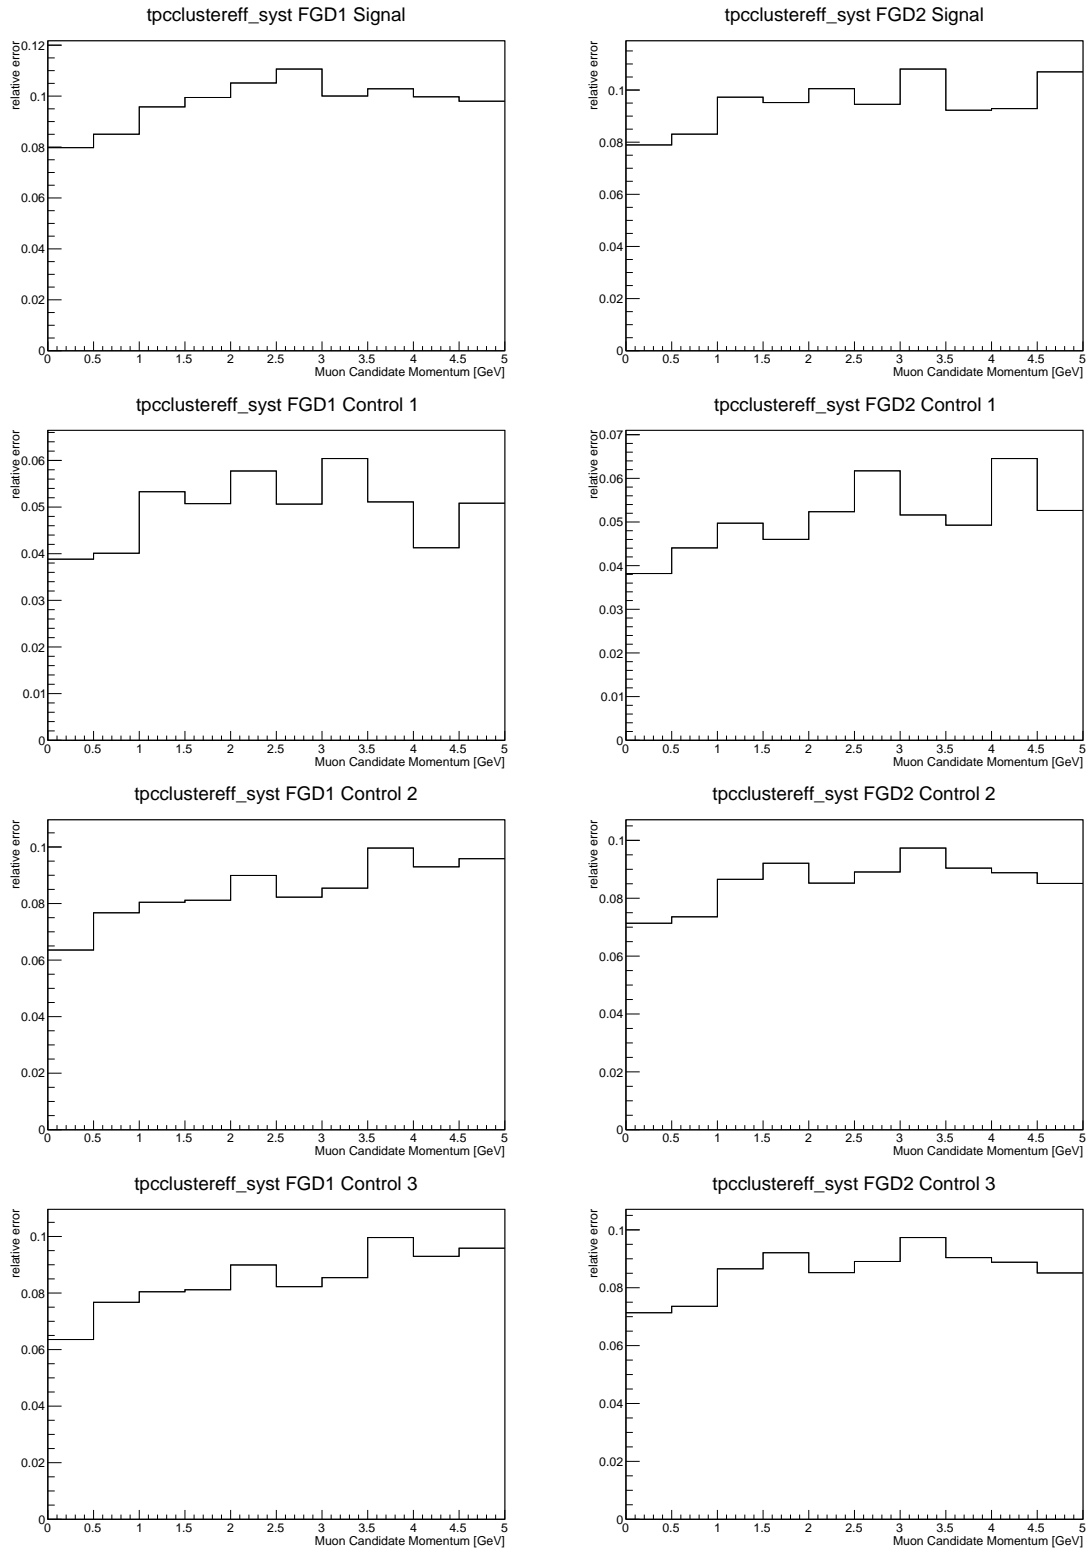 tpcclustereff_syst FGD1 Signal
relative error
0.12
0.1
0.08
0.06
0.04
0.02
0
0 0.5 1 1.5 2 2.5 3 3.5 4 4.5 5
Muon Candidate Momentum [GeV]
tpcclustereff_syst FGD2 Signal
relative error
0.1
0.08
0.06
0.04
0.02
0
0 0.5 1 1.5 2 2.5 3 3.5 4 4.5 5
Muon Candidate Momentum [GeV]
tpcclustereff_syst FGD1 Control 1
relative error
0.06
0.05
0.04
0.03
0.02
0.01
0
0 0.5 1 1.5 2 2.5 3 3.5 4 4.5 5
Muon Candidate Momentum [GeV]
tpcclustereff_syst FGD2 Control 1
relative error
0.07
0.06
0.05
0.04
0.03
0.02
0.01
0
0 0.5 1 1.5 2 2.5 3 3.5 4 4.5 5
Muon Candidate Momentum [GeV]
tpcclustereff_syst FGD1 Control 2
relative error
0.1
0.08
0.06
0.04
0.02
0
0 0.5 1 1.5 2 2.5 3 3.5 4 4.5 5
Muon Candidate Momentum [GeV]
tpcclustereff_syst FGD2 Control 2
relative error
0.1
0.08
0.06
0.04
0.02
0
0 0.5 1 1.5 2 2.5 3 3.5 4 4.5 5
Muon Candidate Momentum [GeV]
tpcclustereff_syst FGD1 Control 3
relative error
0.1
0.08
0.06
0.04
0.02
0
0 0.5 1 1.5 2 2.5 3 3.5 4 4.5 5
Muon Candidate Momentum [GeV]
tpcclustereff_syst FGD2 Control 3
relative error
0.1
0.08
0.06
0.04
0.02
0
0 0.5 1 1.5 2 2.5 3 3.5 4 4.5 5
Muon Candidate Momentum [GeV]